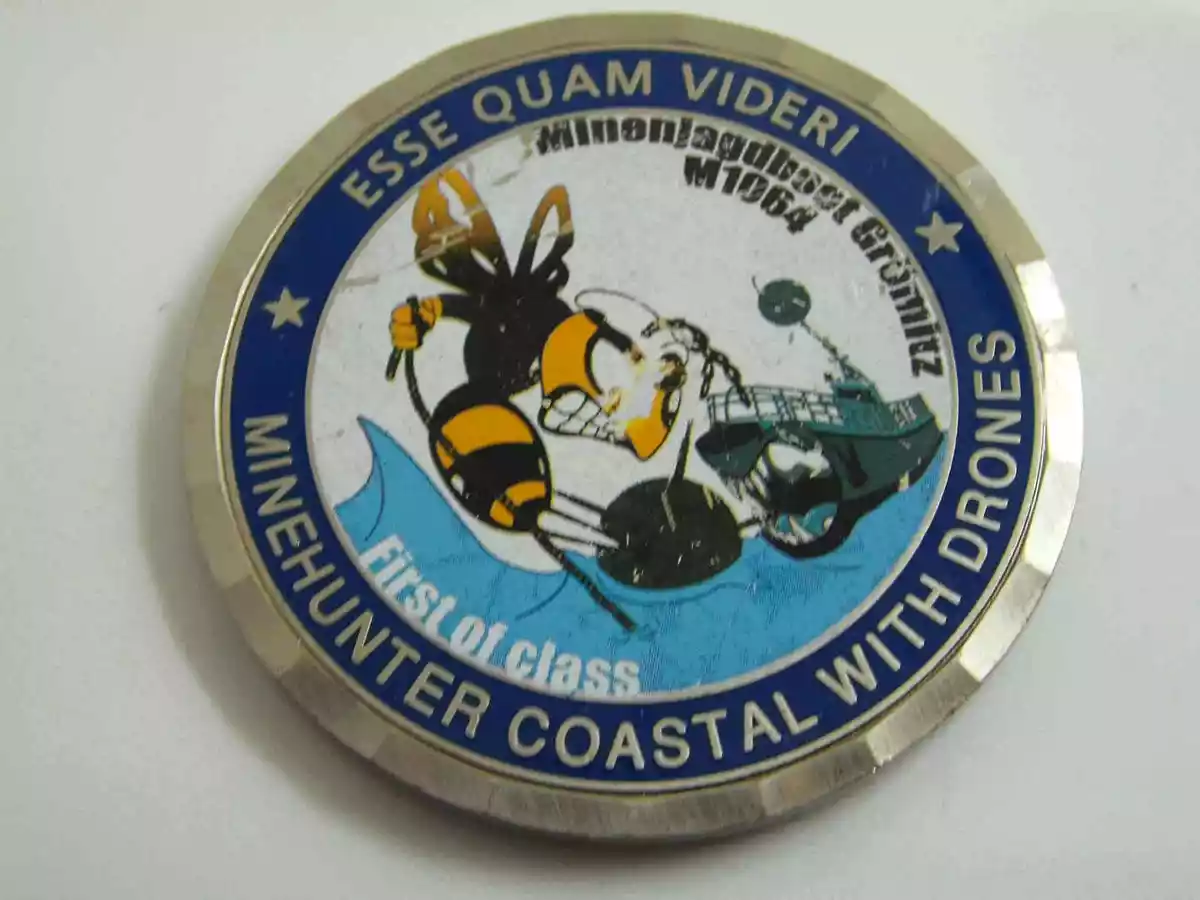 ESSE QUAM VIDERI
Minenjagdboot Grömitz
M1064
First of class
MINEHUNTER COASTAL WITH DRONES